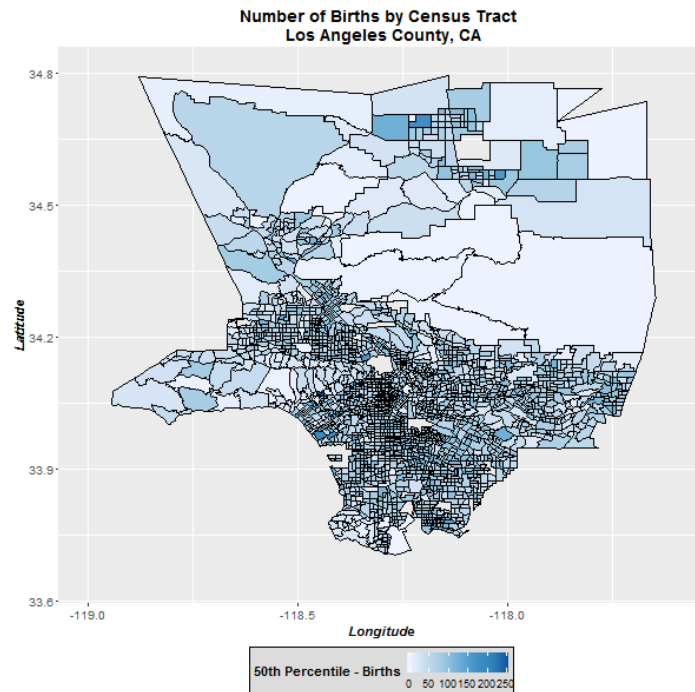 Number of Births by Census Tract
Los Angeles County, CA
34.8
34.5
34.2
33.9
33.6
Latitude
-119.0 -118.5 -118.0
Longitude
50th Percentile - Births
0 50 100 150 200 250